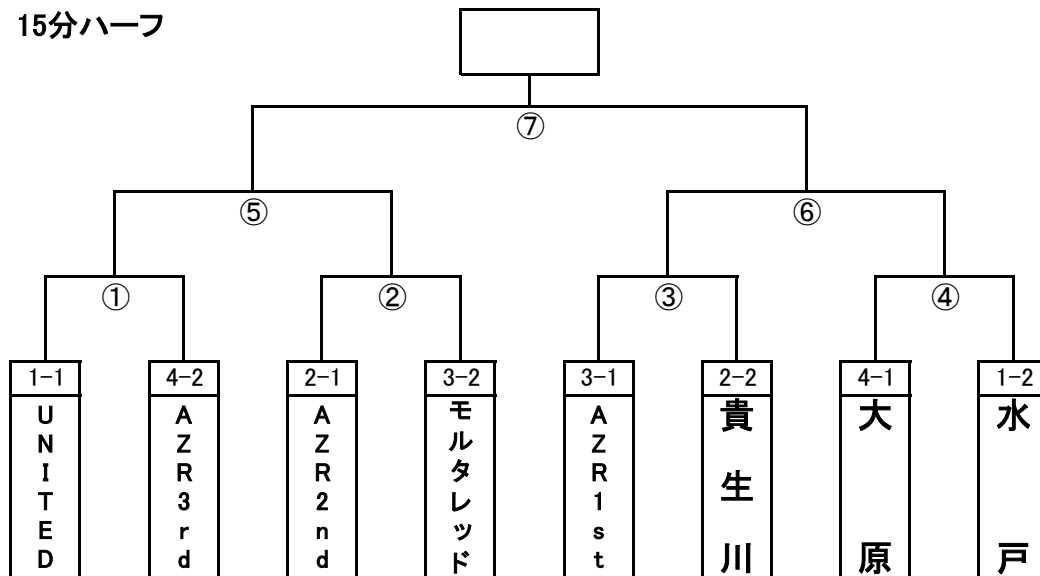 15分ハーフ
⑦
⑤
⑥
①
②
③
④
1-1
4-2
2-1
3-2
3-1
2-2
4-1
1-2
UNITED
AZR3rd
AZR2nd
モルタレッド
AZR1st
貴生川
大原
水戸